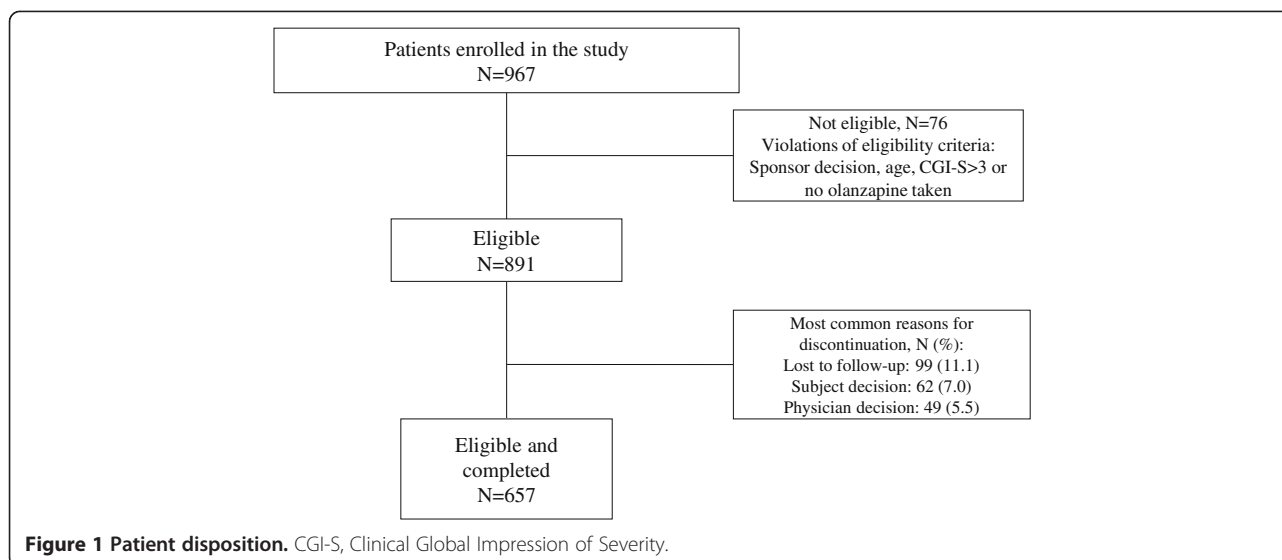 Patients enrolled in the study
N=967
Not eligible, N=76
Violations of eligibility criteria:
Sponsor decision, age, CGI-S>3 or
no olanzapine taken
Eligible
N=891
Most common reasons for
discontinuation, N (%):
Lost to follow-up: 99 (11.1)
Subject decision: 62 (7.0)
Physician decision: 49 (5.5)
Eligible and
completed
N=657
Figure 1 Patient disposition. CGI-S, Clinical Global Impression of Severity.